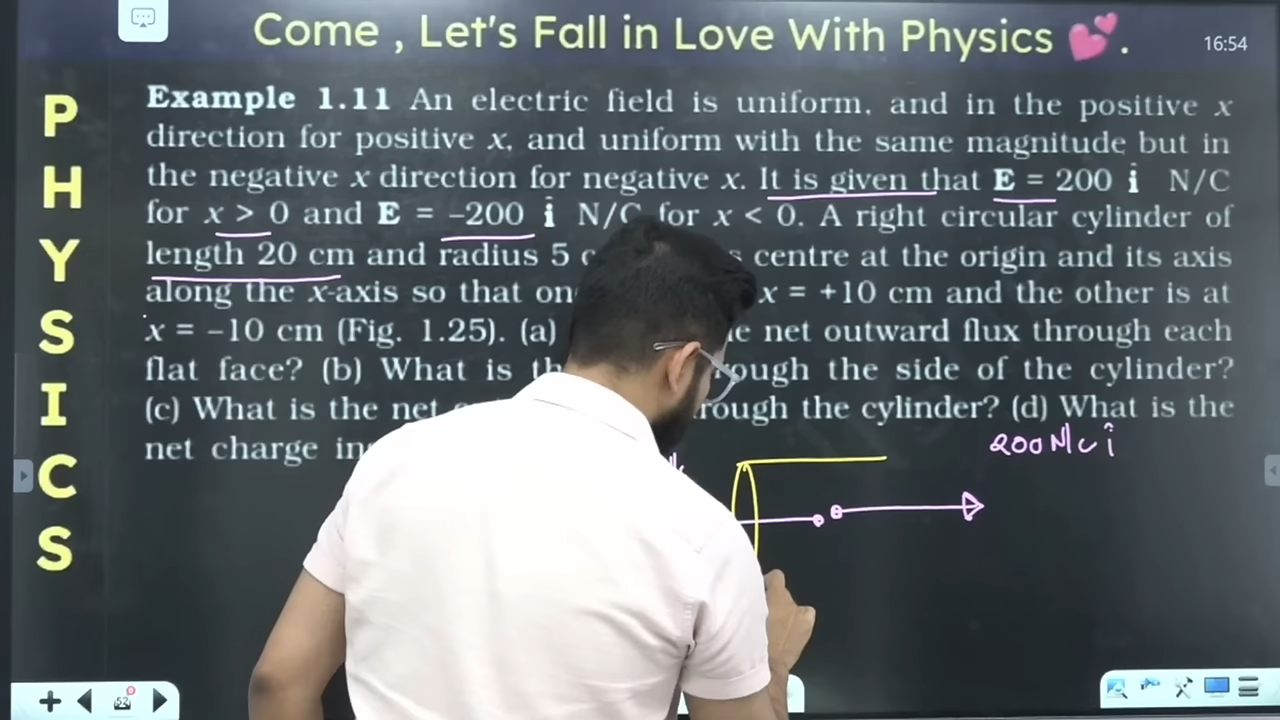 Come , Let's Fall in Love With Physics 💕.
16:54
PHYSICS
Example 1.11 An electric field is uniform, and in the positive x
direction for positive x, and uniform with the same magnitude but in
the negative x direction for negative x. It is given that E = 200 î N/C
for x > 0 and E = –200 î N/C for x < 0. A right circular cylinder of
length 20 cm and radius 5 centre at the origin and its axis
along the x-axis so that x = +10 cm and the other is at
x = –10 cm (Fig. 1.25). (a) net outward flux through each
flat face? (b) What is through the side of the cylinder?
(c) What is the net through the cylinder? (d) What is the
net charge
200 N/C î
52